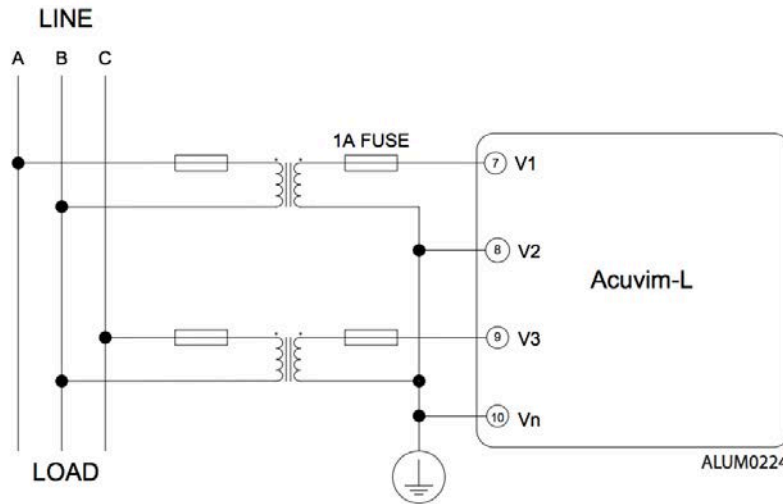 LINE
A B C
1A FUSE
7 V1
8 V2
Acuvim-L
9 V3
10 Vn
LOAD
ALUM0224